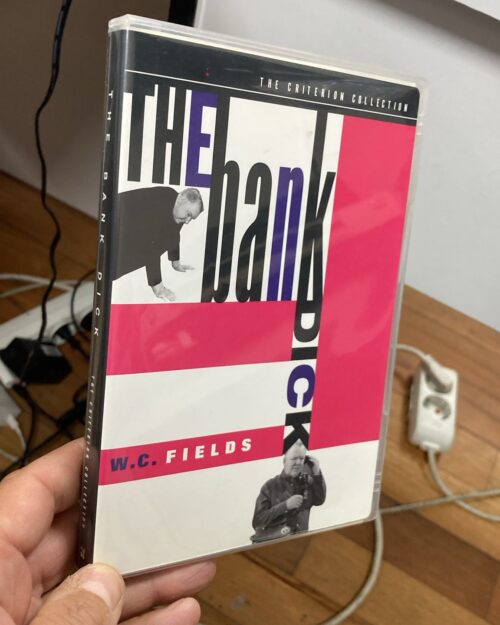 THE CRITERION COLLECTION
THE
bank
DICK
W.C. FIELDS
THE BANK DICK
THE CRITERION COLLECTION